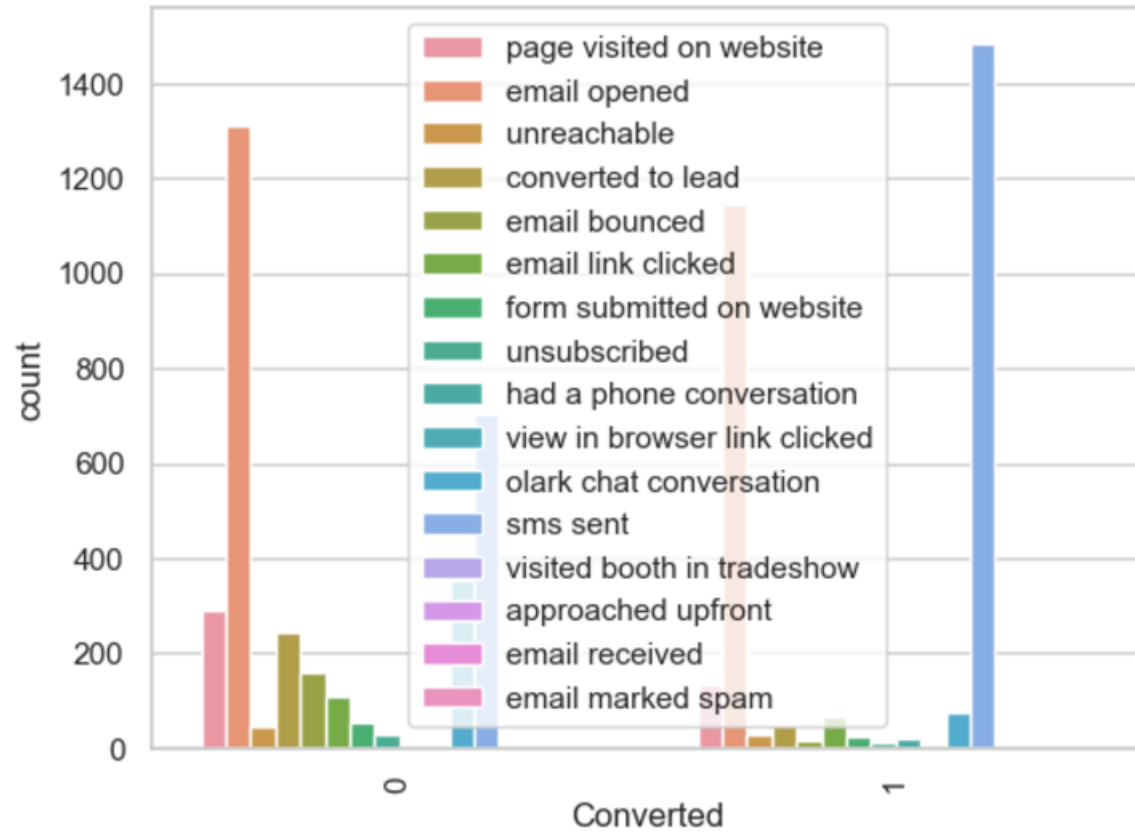 page visited on website
email opened
unreachable
converted to lead
email bounced
email link clicked
form submitted on website
unsubscribed
had a phone conversation
view in browser link clicked
olark chat conversation
sms sent
visited booth in tradeshow
approached upfront
email received
email marked spam
1400
1200
1000
800
600
400
200
0
count
0
1
Converted